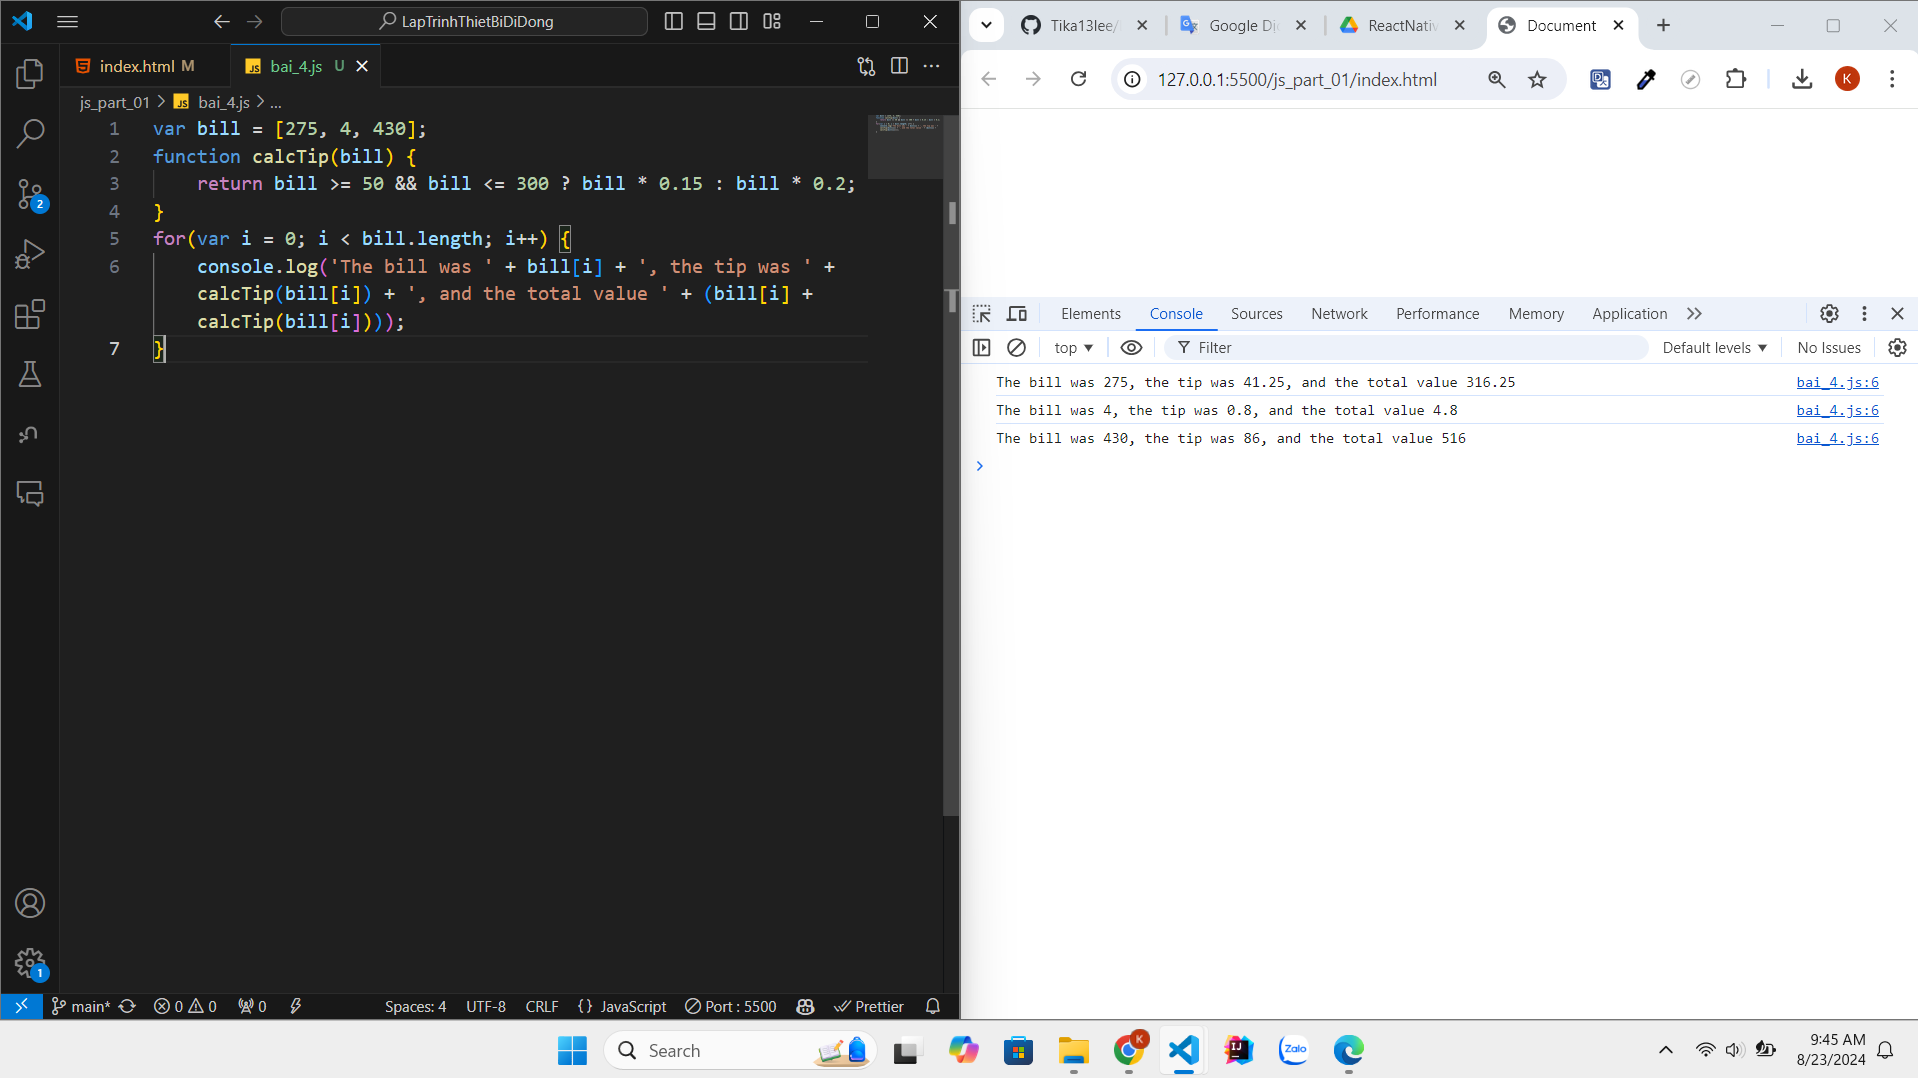 LapTrinhThietBiDiDong
index.html M
bai_4.js U
js_part_01 > JS bai_4.js > ...
1 var bill = [275, 4, 430];
2 function calcTip(bill) {
3 return bill >= 50 && bill <= 300 ? bill * 0.15 : bill * 0.2;
4 }
5 for(var i = 0; i < bill.length; i++) {
6 console.log('The bill was ' + bill[i] + ', the tip was ' +
calcTip(bill[i]) + ', and the total value ' + (bill[i] +
calcTip(bill[i])));
7 }
2
1
main* 0 0 0 Spaces: 4 UTF-8 CRLF {} JavaScript Port : 5500 Prettier
Tika13lee/
Google Di
ReactNativ
Document
127.0.0.1:5500/js_part_01/index.html
K
Elements Console Sources Network Performance Memory Application
top Filter Default levels No Issues
The bill was 275, the tip was 41.25, and the total value 316.25 bai_4.js:6
The bill was 4, the tip was 0.8, and the total value 4.8 bai_4.js:6
The bill was 430, the tip was 86, and the total value 516 bai_4.js:6
Search
K
IJ
Zalo
9:45 AM
8/23/2024